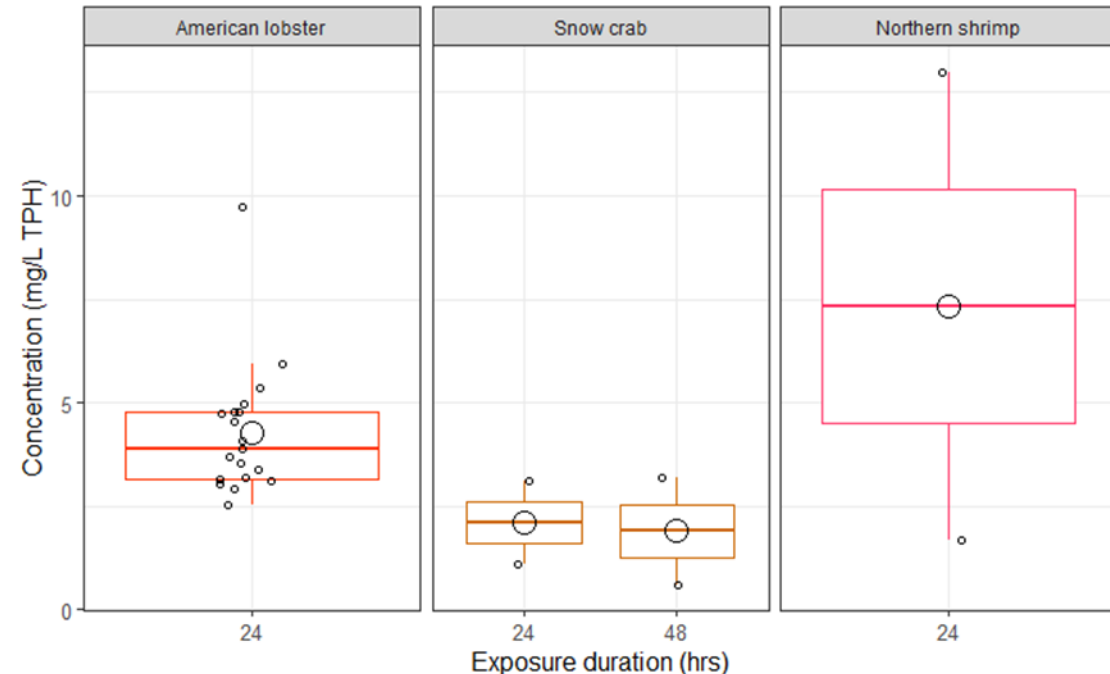 American lobster
Snow crab
Northern shrimp
Concentration (mg/L TPH)
10
5
0
24
24
48
24
Exposure duration (hrs)